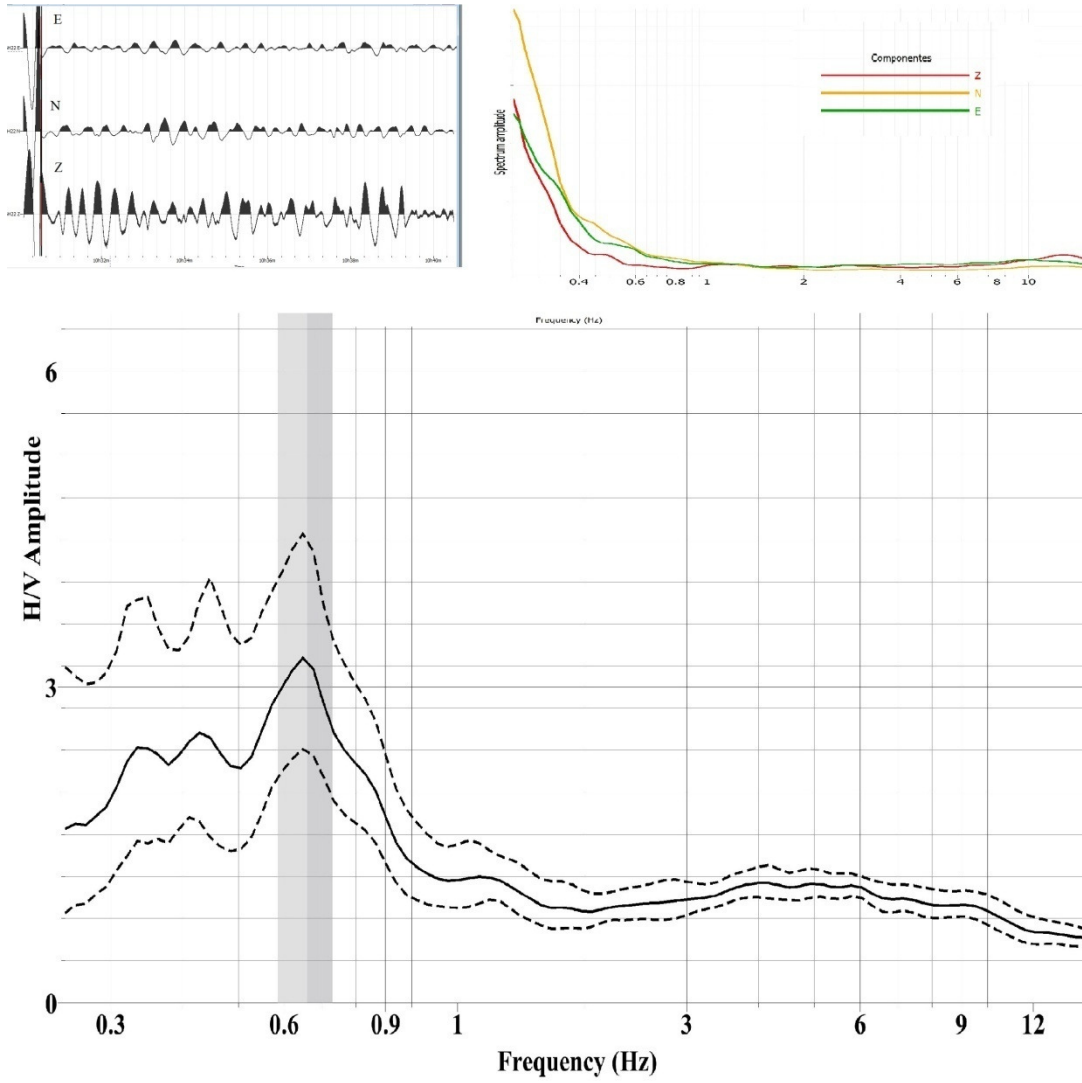 E
N
Z
Componentes
Z
N
E
Spectrum amplitude
0.4 0.6 0.8 1 2 4 6 8 10
Frequency (Hz)
6
3
0
H/V Amplitude
0.3 0.6 0.9 1 3 6 9 12
Frequency (Hz)